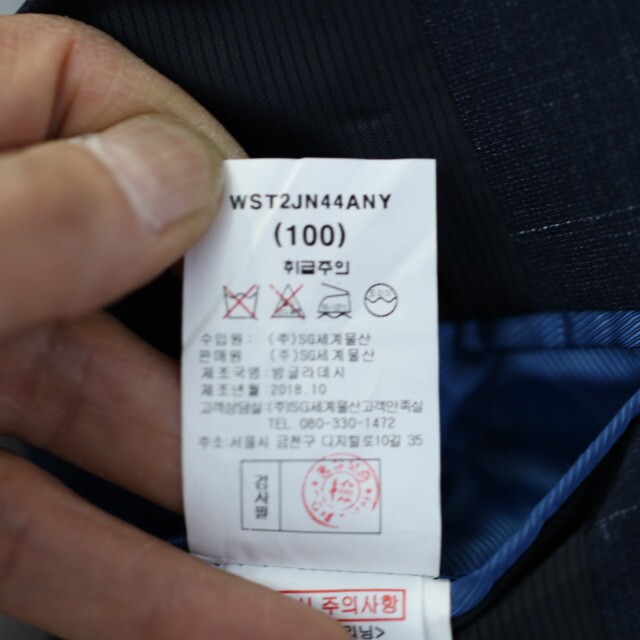 WST2JN44ANY
(100)
취급주의
수입원 : (주)SG세계물산
판매원 : (주)SG세계물산
제조국명 : 방글라데시
제조년월 : 2018.10
고객상담실 : (주)SG세계물산고객만족실
TEL 080-330-1472
주소:서울시 금천구 디지털로10길 35
검사필
주의사항